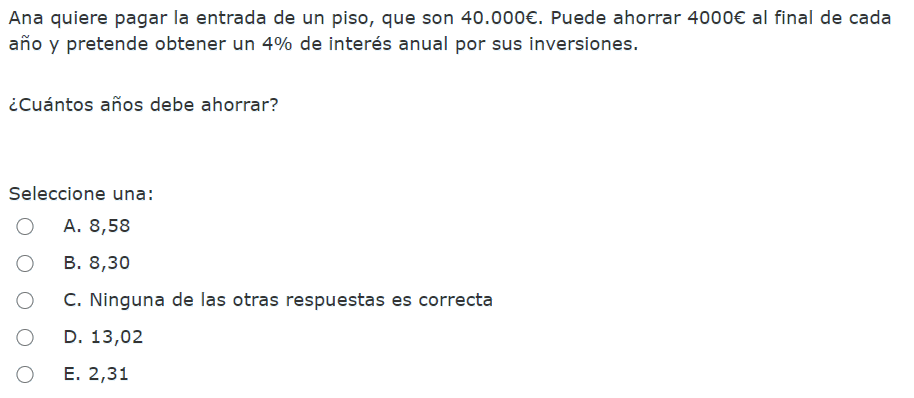 Ana quiere pagar la entrada de un piso, que son 40.000€. Puede ahorrar 4000€ al final de cada
año y pretende obtener un 4% de interés anual por sus inversiones.
¿Cuántos años debe ahorrar?
Seleccione una:
A. 8,58
B. 8,30
C. Ninguna de las otras respuestas es correcta
D. 13,02
E. 2,31